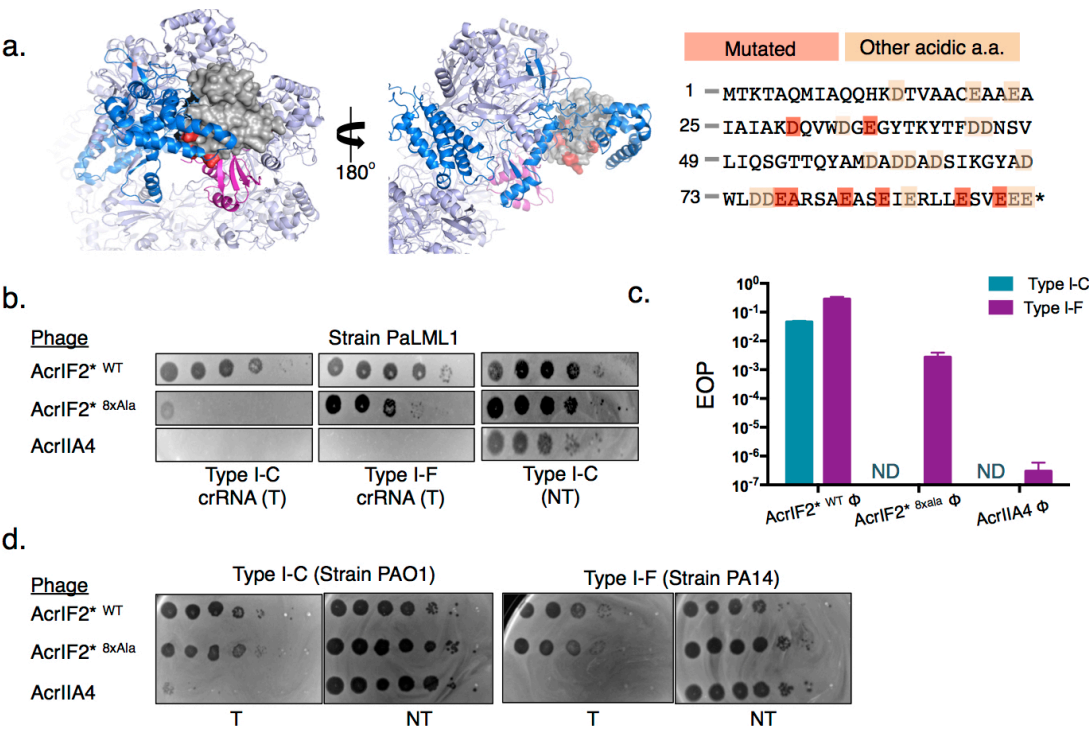 a.
180°
Mutated
Other acidic a.a.
1 MTKTAQMIAQQHKDTVAACEAAEA
25 IAIAKDQVWDGEGYTKYTFDDNSV
49 LIQSGTTQYAMDADDADSIKGYAD
73 WLDDEARSAEASEIERLLESVEEE*
b.
Phage
Strain PaLML1
AcrIF2* WT
AcrIF2* 8xAla
AcrIIA4
Type I-C crRNA (T)
Type I-F crRNA (T)
Type I-C (NT)
c.
EOP
10⁰
10⁻¹
10⁻²
10⁻³
10⁻⁴
10⁻⁵
10⁻⁶
10⁻⁷
Type I-C
Type I-F
ND
ND
AcrIF2* WT Φ
AcrIF2* 8xala Φ
AcrIIA4 Φ
d.
Phage
Type I-C (Strain PAO1)
Type I-F (Strain PA14)
AcrIF2* WT
AcrIF2* 8xAla
AcrIIA4
T
NT
T
NT